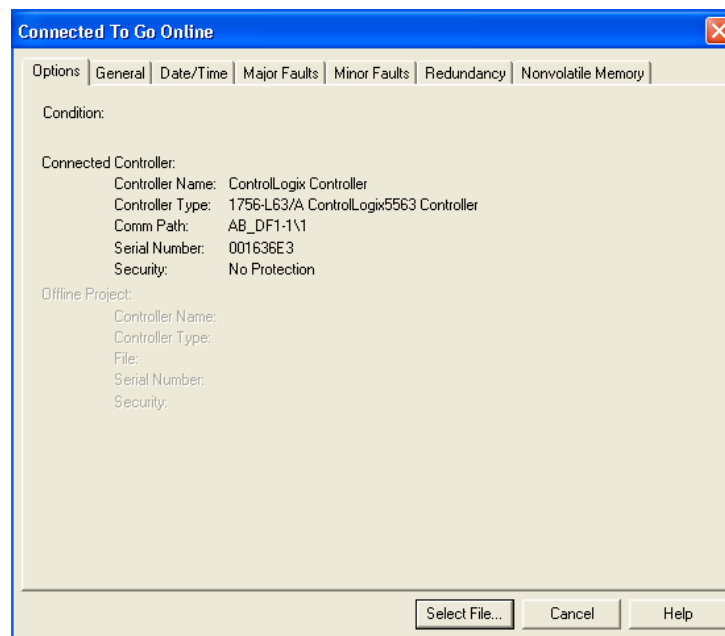 Connected To Go Online
Options General Date/Time Major Faults Minor Faults Redundancy Nonvolatile Memory
Condition:
Connected Controller:
Controller Name: ControlLogix Controller
Controller Type: 1756-L63/A ControlLogix5563 Controller
Comm Path: AB_DF1-1\1
Serial Number: 001636E3
Security: No Protection
Offline Project:
Controller Name:
Controller Type:
File:
Serial Number:
Security:
Select File... Cancel Help